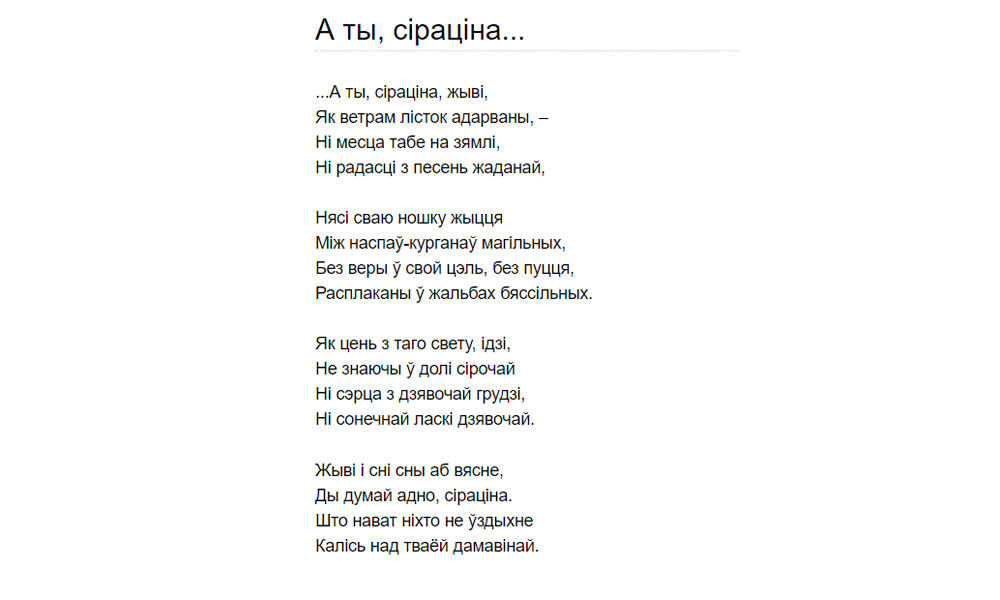 А ты, сіраціна...
...А ты, сіраціна, жыві,
Як ветрам лісток адарваны, –
Ні месца табе на зямлі,
Ні радасці з песень жаданай,
Нясі сваю ношку жыцця
Між наспаў-курганаў магільных,
Без веры ў свой цэль, без пуцця,
Расплаканы ў жальбах бяссільных.
Як цень з таго свету, ідзі,
Не знаючы ў долі сірочай
Ні сэрца з дзявочай грудзі,
Ні сонечнай ласкі дзявочай.
Жыві і сні сны аб вясне,
Ды думай адно, сіраціна.
Што нават ніхто не ўздыхне
Калісь над тваёй дамавінай.